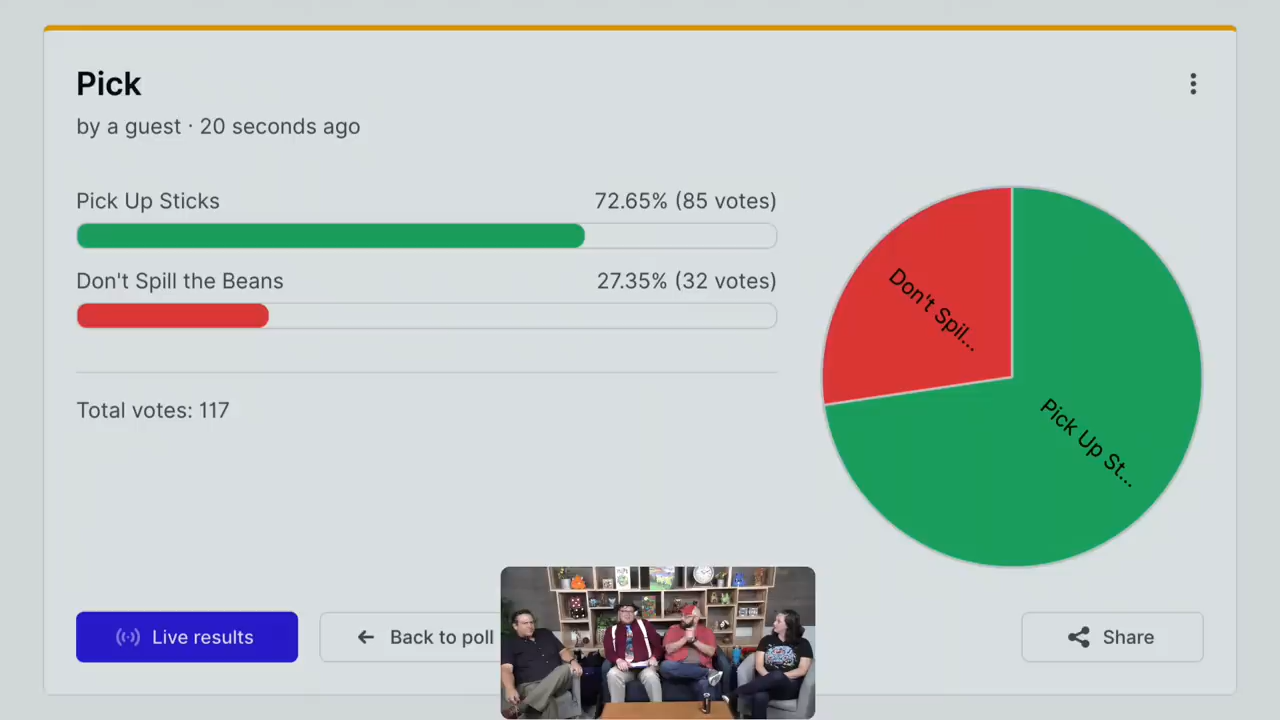 Pick
by a guest · 20 seconds ago
Pick Up Sticks
72.65% (85 votes)
Don't Spill the Beans
27.35% (32 votes)
Total votes: 117
Don't Spil...
Pick Up St...
Live results
Back to poll
Share